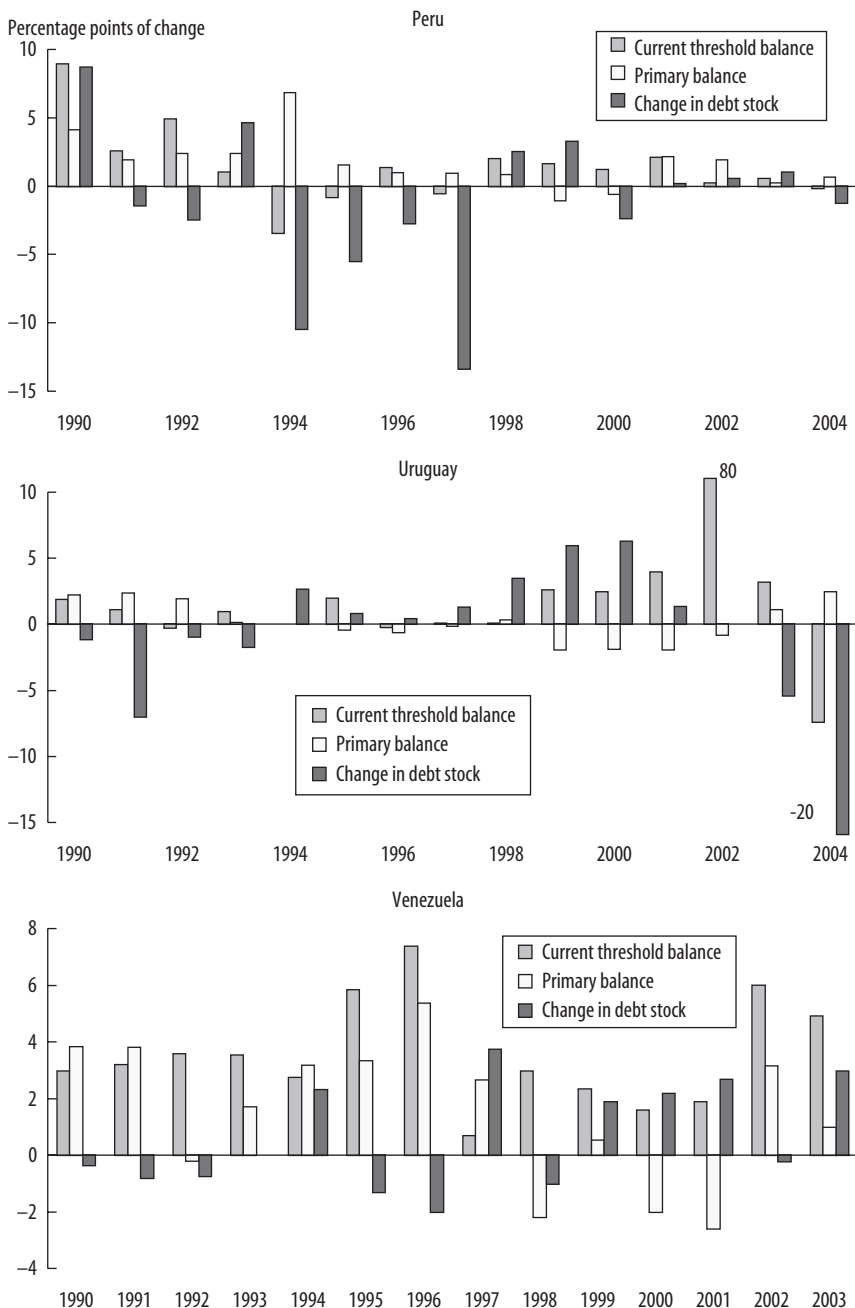 Peru
Percentage points of change
10
5
0
–5
–10
–15
Current threshold balance
Primary balance
Change in debt stock
1990 1992 1994 1996 1998 2000 2002 2004
Uruguay
10
5
0
–5
–10
–15
80
-20
Current threshold balance
Primary balance
Change in debt stock
1990 1992 1994 1996 1998 2000 2002 2004
Venezuela
8
6
4
2
0
–2
–4
Current threshold balance
Primary balance
Change in debt stock
1990 1991 1992 1993 1994 1995 1996 1997 1998 1999 2000 2001 2002 2003